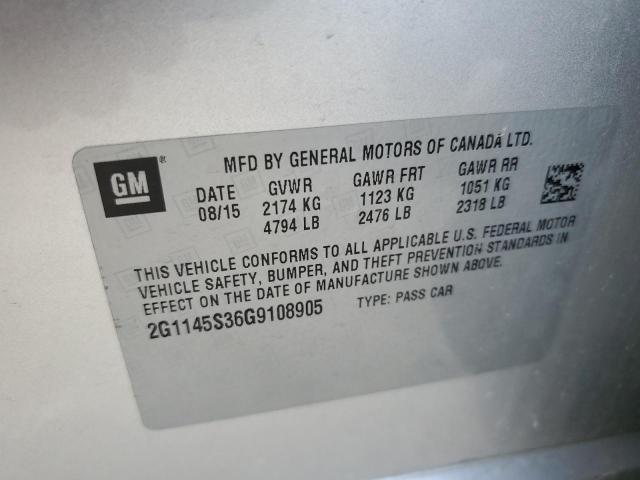 MFD BY GENERAL MOTORS OF CANADA LTD.
GM ®
DATE GVWR GAWR FRT GAWR RR
08/15 2174 KG 1123 KG 1051 KG
4794 LB 2476 LB 2318 LB
THIS VEHICLE CONFORMS TO ALL APPLICABLE U.S. FEDERAL MOTOR
VEHICLE SAFETY, BUMPER, AND THEFT PREVENTION STANDARDS IN
EFFECT ON THE DATE OF MANUFACTURE SHOWN ABOVE.
2G1145S36G9108905 TYPE: PASS CAR